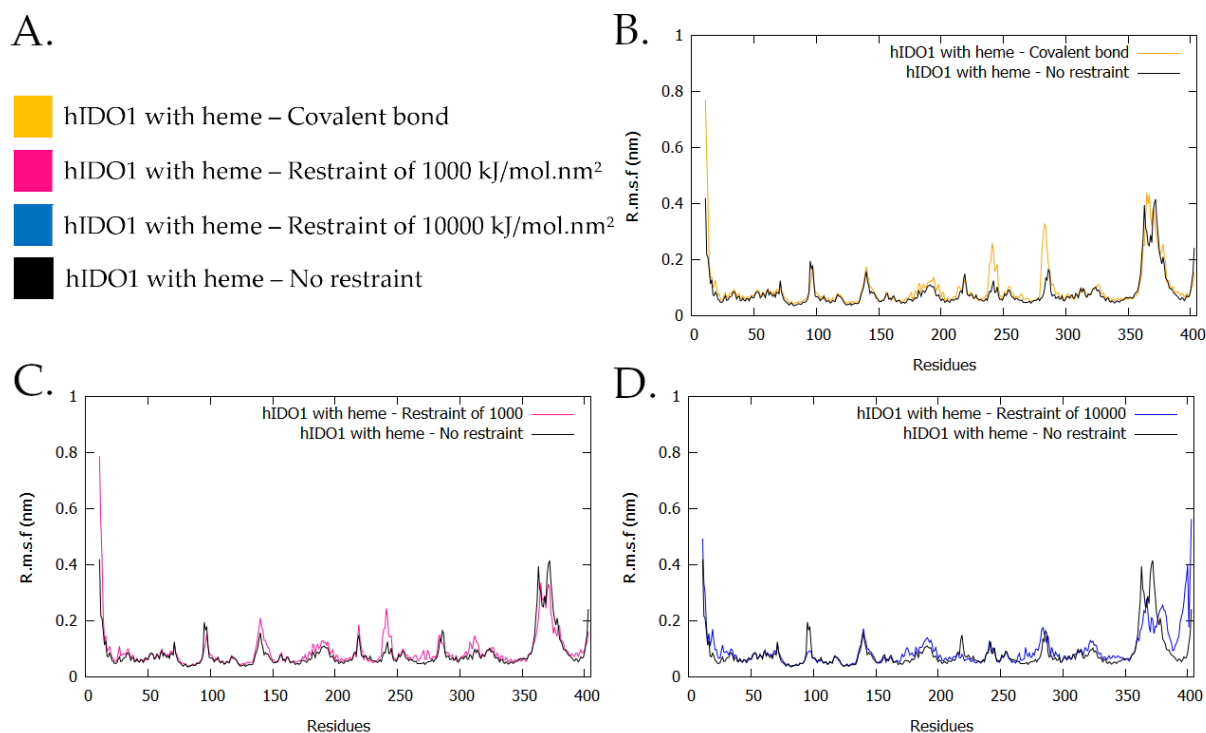 A.
hIDO1 with heme – Covalent bond
hIDO1 with heme – Restraint of 1000 kJ/mol.nm²
hIDO1 with heme – Restraint of 10000 kJ/mol.nm²
hIDO1 with heme – No restraint
B.
hIDO1 with heme - Covalent bond
hIDO1 with heme - No restraint
R.m.s.f (nm)
1
0.8
0.6
0.4
0.2
0
0 50 100 150 200 250 300 350 400
Residues
C.
hIDO1 with heme - Restraint of 1000
hIDO1 with heme - No restraint
R.m.s.f (nm)
1
0.8
0.6
0.4
0.2
0
0 50 100 150 200 250 300 350 400
Residues
D.
hIDO1 with heme - Restraint of 10000
hIDO1 with heme - No restraint
R.m.s.f (nm)
1
0.8
0.6
0.4
0.2
0
0 50 100 150 200 250 300 350 400
Residues